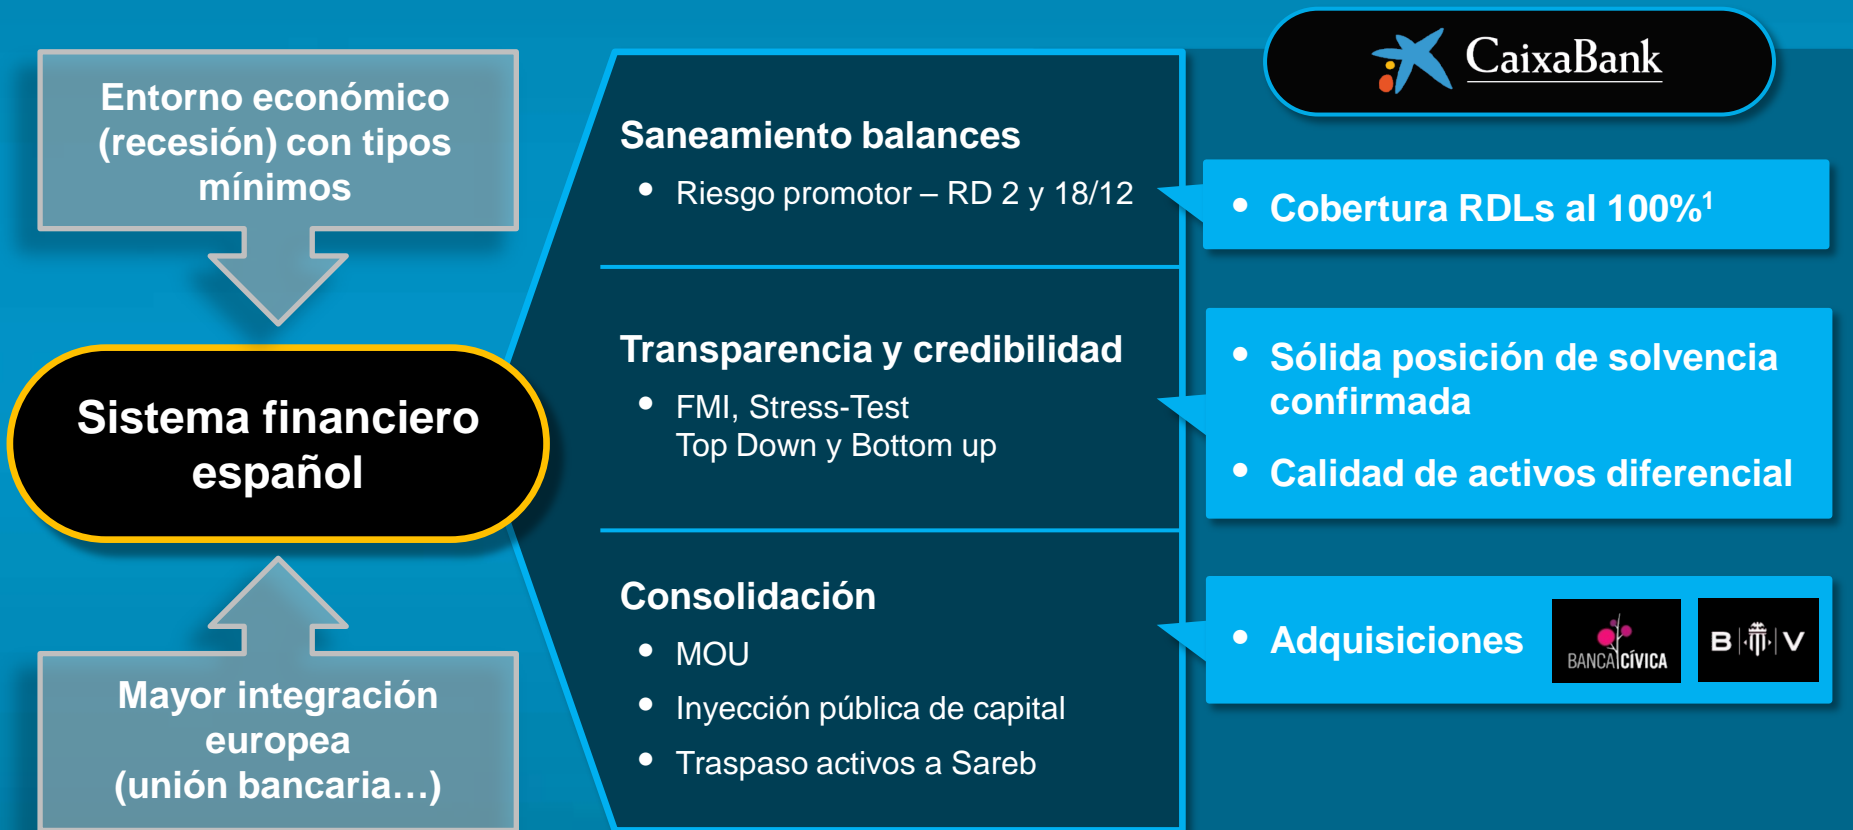 Entorno económico
(recesión) con tipos
mínimos
Sistema financiero
español
Mayor integración
europea
(unión bancaria…)
Saneamiento balances
• Riesgo promotor – RD 2 y 18/12
Transparencia y credibilidad
• FMI, Stress-Test
Top Down y Bottom up
Consolidación
• MOU
• Inyección pública de capital
• Traspaso activos a Sareb
CaixaBank
• Cobertura RDLs al 100%¹
• Sólida posición de solvencia
confirmada
• Calidad de activos diferencial
• Adquisiciones
BANCA CÍVICA
B V